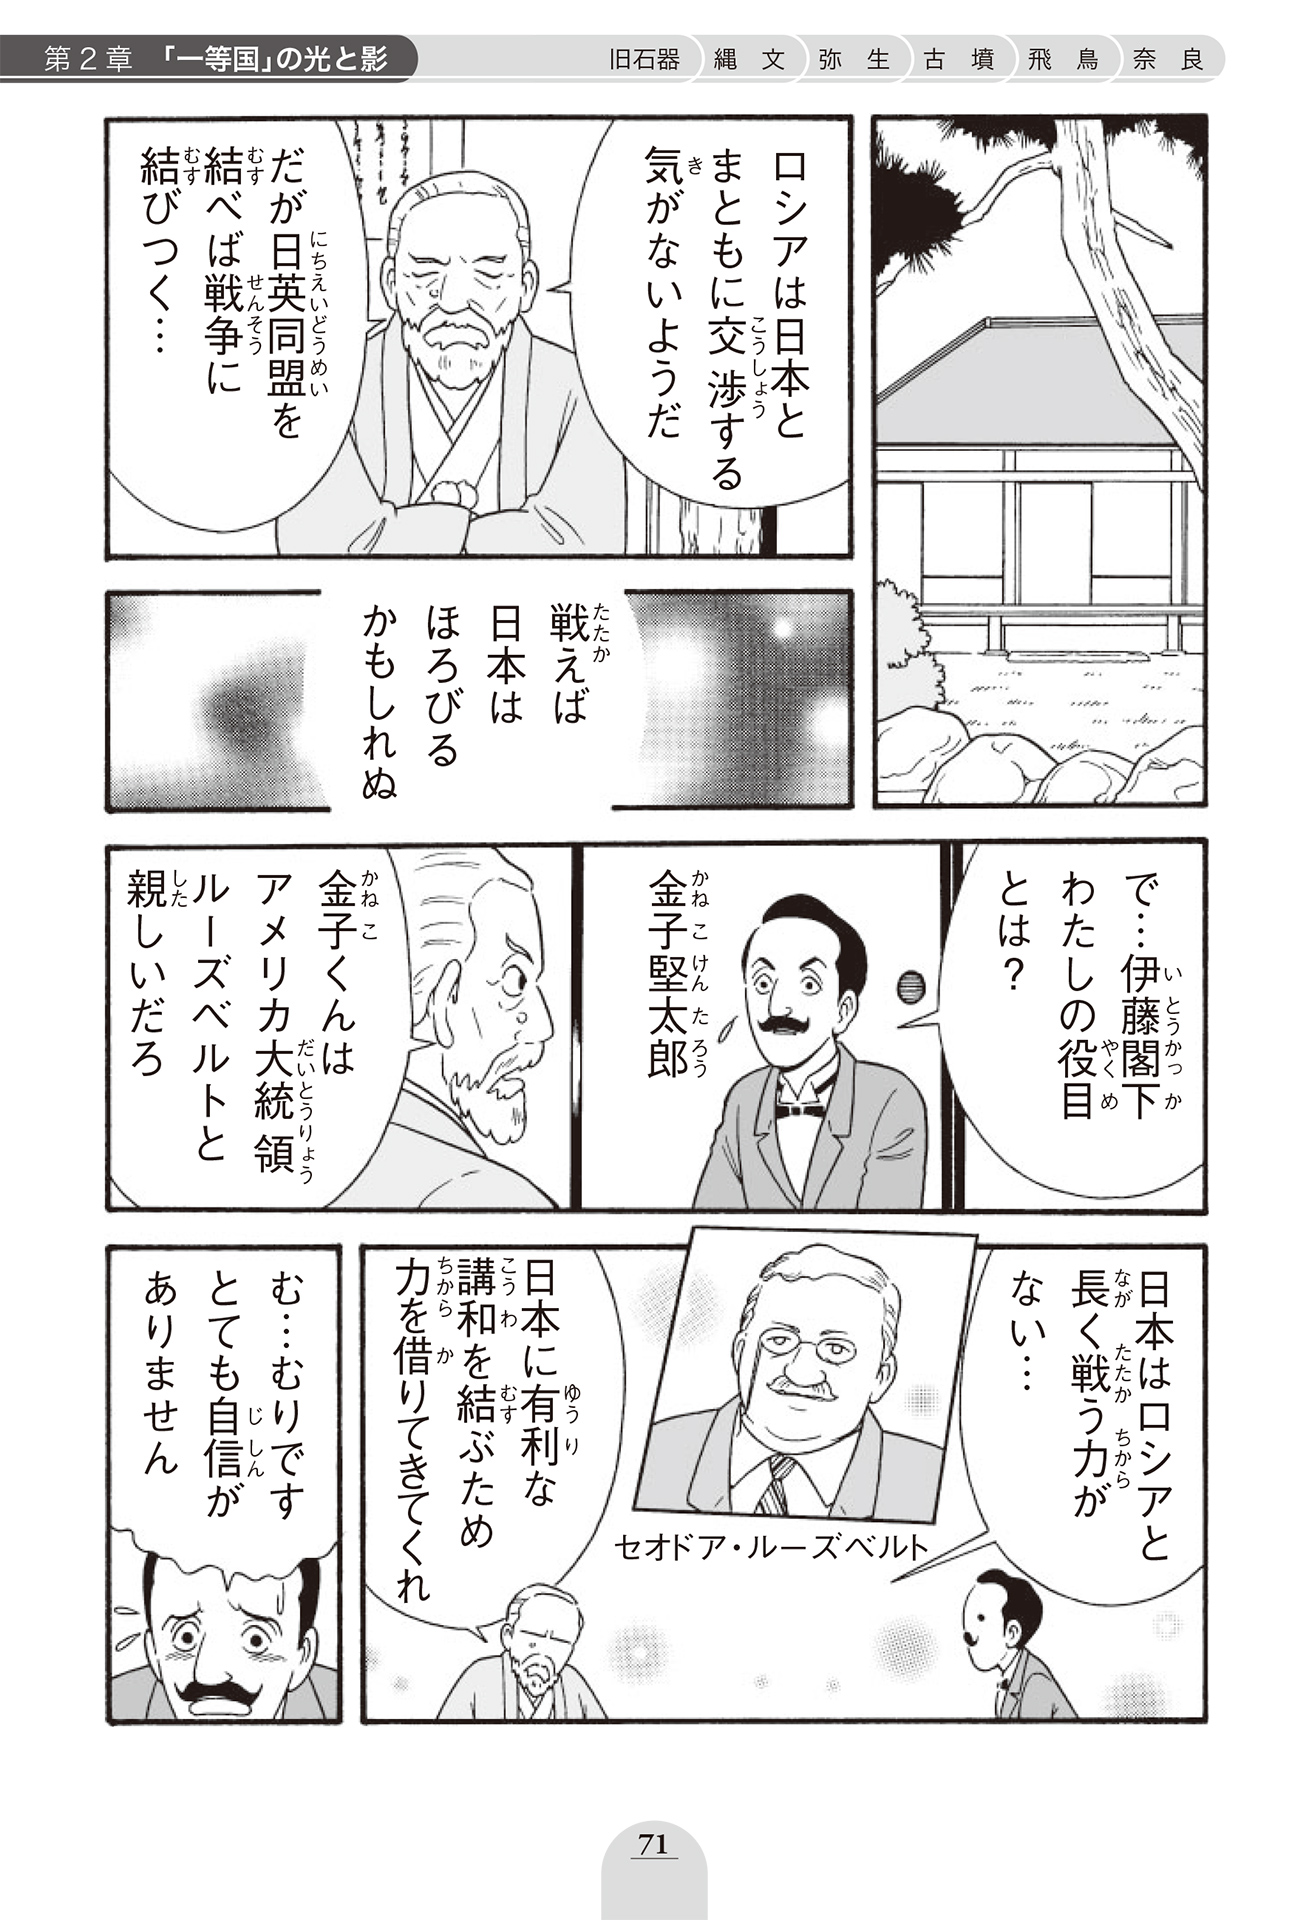 第2章 「一等国」の光と影
旧石器 縄文 弥生 古墳 飛鳥 奈良
ロシアは日本と
まともに交渉する
気がないようだ
だが日英同盟を
結べば戦争に
結びつく…
戦えば
日本は
ほろびる
かもしれぬ
で…伊藤閣下
わたしの役目
とは？
金子堅太郎
金子くんは
アメリカ大統領
ルーズベルトと
親しいだろ
日本はロシアと
長く戦う力が
ない…
セオドア・ルーズベルト
日本に有利な
講和を結ぶため
力を借りてきてくれ
む…むりです
とても自信が
ありません
71